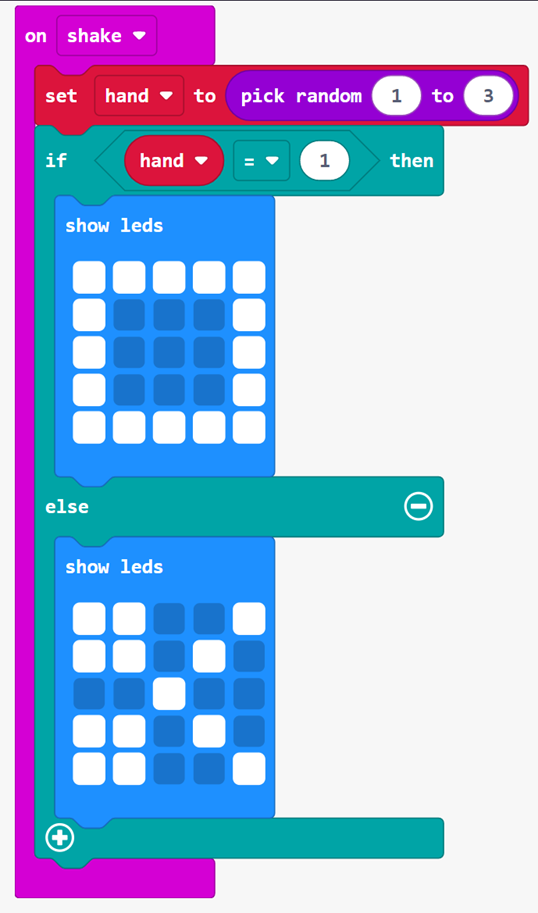 on shake
set hand to pick random 1 to 3
if hand = 1 then
show leds
else
show leds